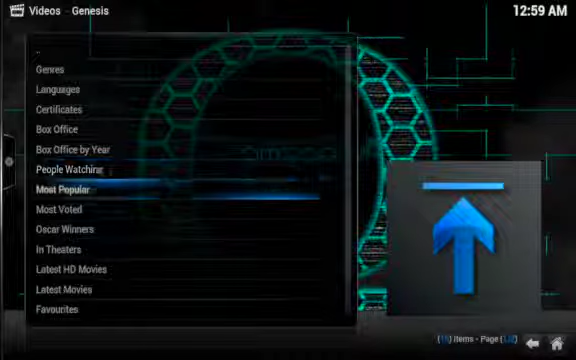 Videos - Genesis
12:59 AM
..
Genres
Languages
Certificates
Box Office
Box Office by Year
People Watching
Most Popular
Most Voted
Oscar Winners
In Theaters
Latest HD Movies
Latest Movies
Favourites
Items - Page